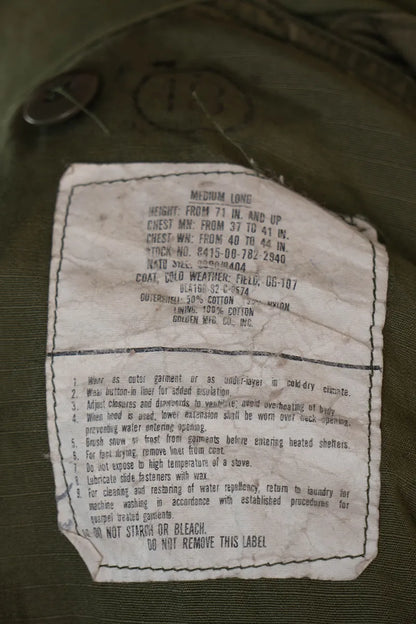 MEDIUM LONG
HEIGHT: FROM 71 IN. AND UP
CHEST MN: FROM 37 TO 41 IN.
CHEST WN: FROM 40 TO 44 IN.
STOCK NO. 8415-00-782-2940
NATO SIZE:
COAT, COLD WEATHER: FIELD, OG-107
OUTERSHELL: 50% COTTON 50% NYLON
LINING: 100% COTTON
GOLDEN MFG. CO., INC.
1. Wear as outer garment or as under-layer in cold-dry climate.
2. Wear button-in liner for added insulation.
3. Adjust closures and drawcords to ventilate; avoid overheating of body.
4. When hood is used, lower extension shall be worn over neck opening,
preventing water entering opening.
5. Brush snow or frost from garments before entering heated shelters.
6. For fast drying, remove liner from coat.
7. Do not expose to high temperature of a stove.
8. Lubricate slide fasteners with wax.
9. For cleaning and restoring of water repellency, return to laundry for
machine washing in accordance with established procedures for
quarpel treated garments.
DO NOT STARCH OR BLEACH.
DO NOT REMOVE THIS LABEL